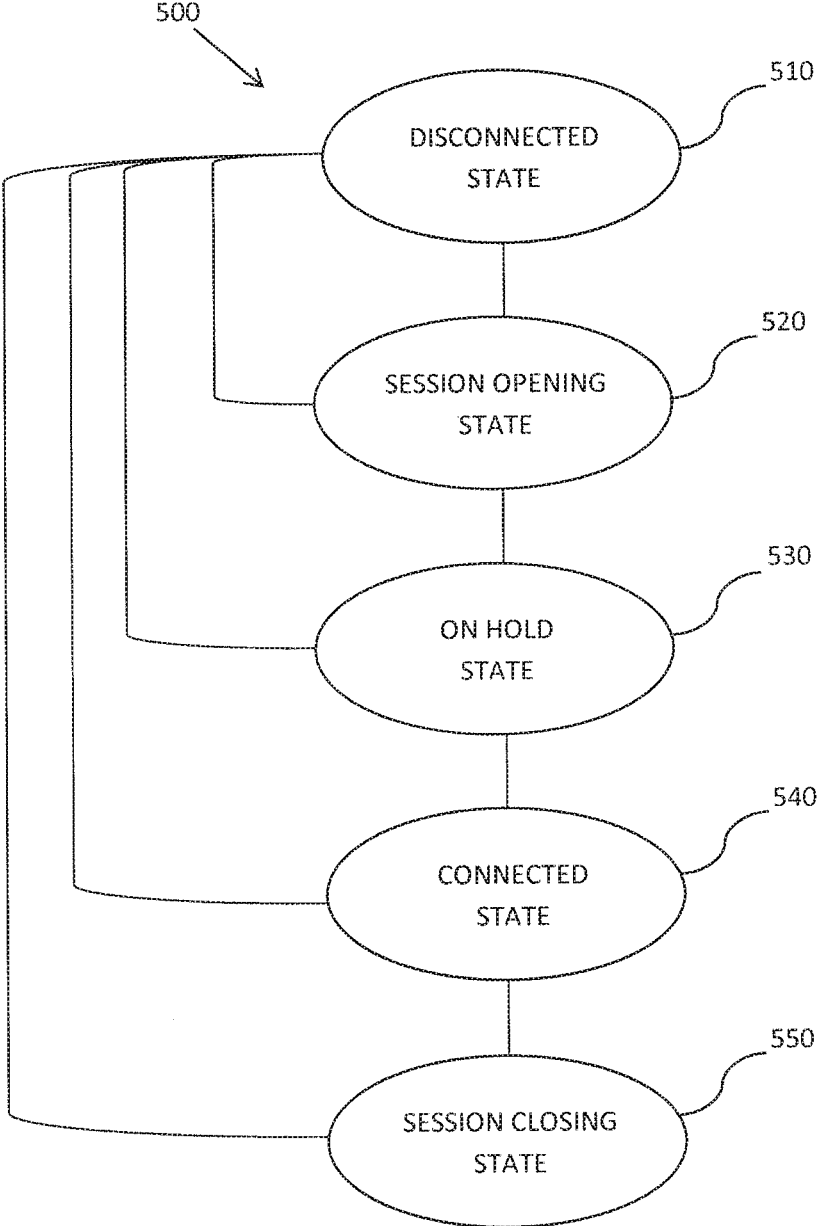 500
510
DISCONNECTED
STATE
520
SESSION OPENING
STATE
530
ON HOLD
STATE
540
CONNECTED
STATE
550
SESSION CLOSING
STATE